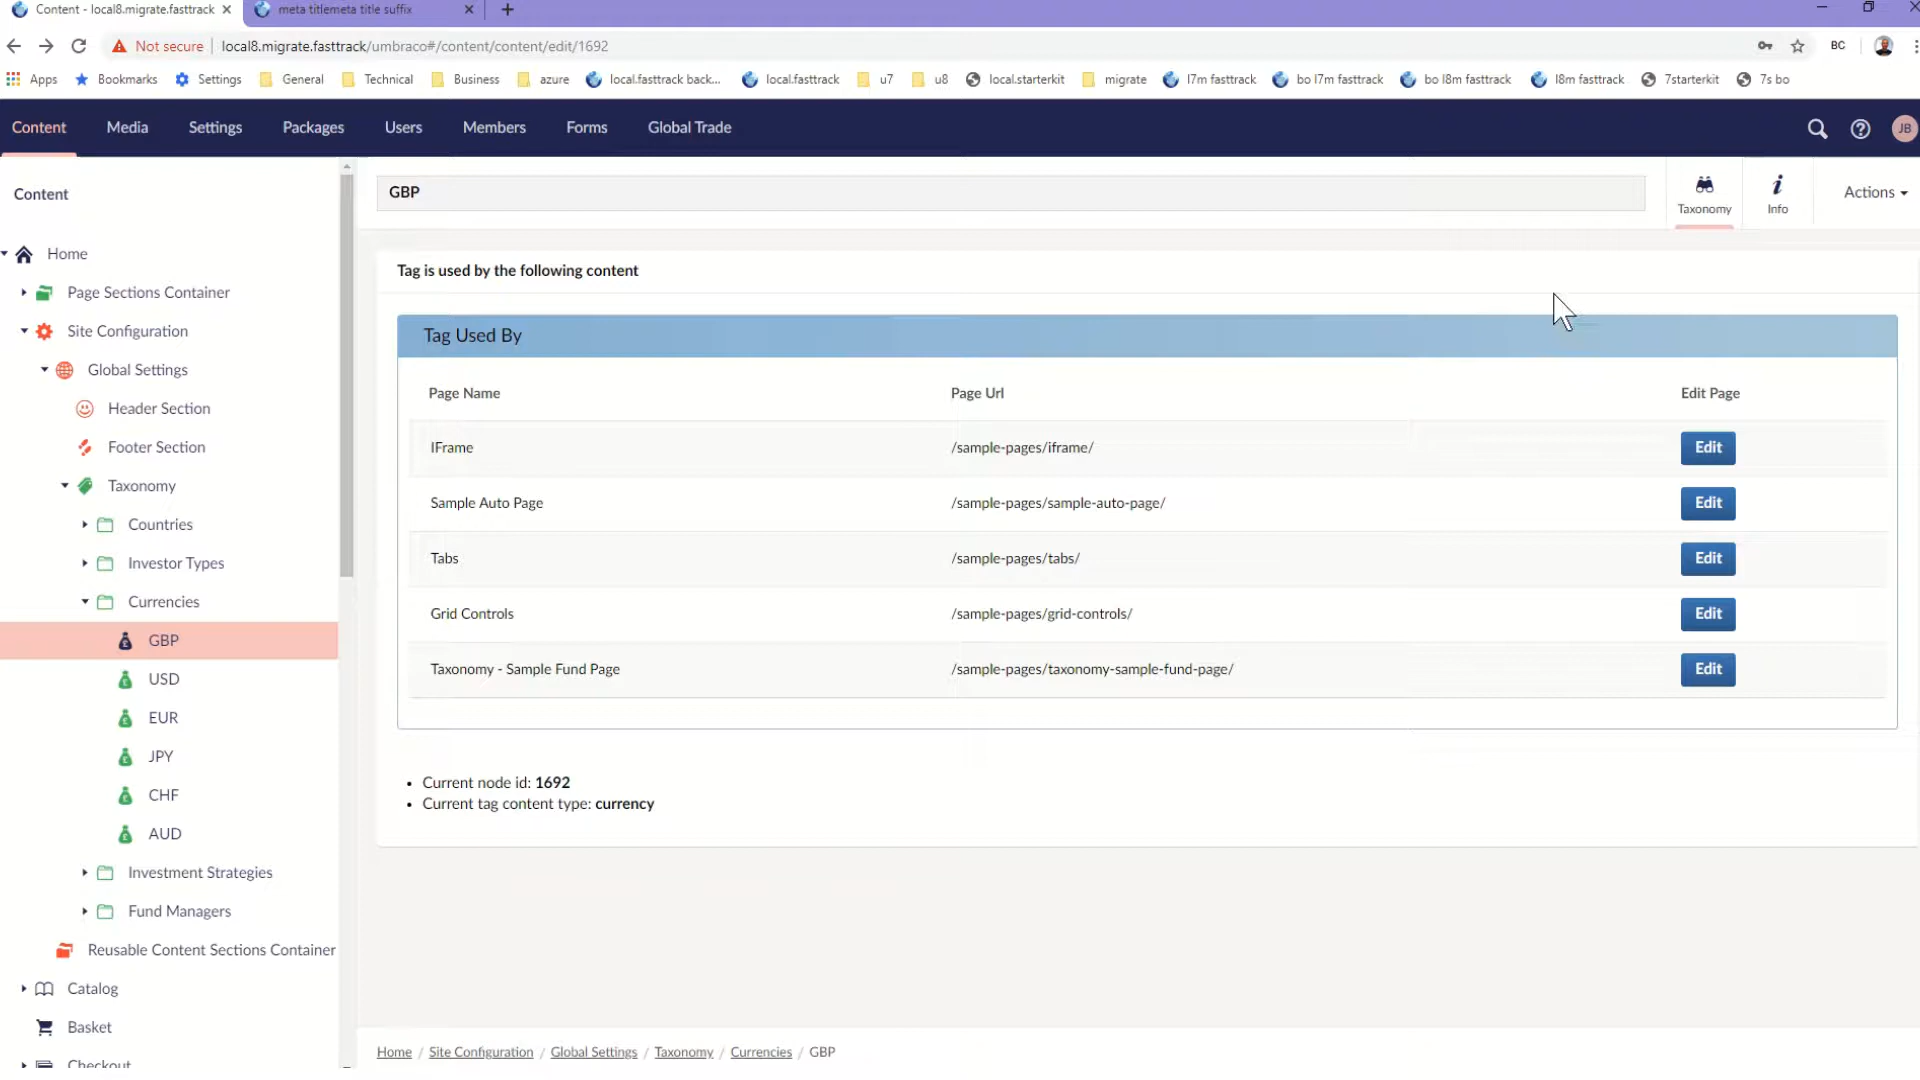 Content - local8.migrate.fasttrack
meta titlemeta title suffix
Not secure local8.migrate.fasttrack/umbraco#/content/content/edit/1692 BC
Apps Bookmarks Settings General Technical Business azure local.fasttrack back... local.fasttrack u7 u8 local.starterkit migrate l7m fasttrack bo l7m fasttrack bo l8m fasttrack l8m fasttrack 7starterkit 7s bo
Content Media Settings Packages Users Members Forms Global Trade JB
Content
Home
Page Sections Container
Site Configuration
Global Settings
Header Section
Footer Section
Taxonomy
Countries
Investor Types
Currencies
GBP
USD
EUR
JPY
CHF
AUD
Investment Strategies
Fund Managers
Reusable Content Sections Container
Catalog
Basket
Checkout
GBP
Taxonomy
Info
Actions
Tag is used by the following content
Tag Used By
Page Name Page Url Edit Page
IFrame /sample-pages/iframe/ Edit
Sample Auto Page /sample-pages/sample-auto-page/ Edit
Tabs /sample-pages/tabs/ Edit
Grid Controls /sample-pages/grid-controls/ Edit
Taxonomy - Sample Fund Page /sample-pages/taxonomy-sample-fund-page/ Edit
• Current node id: 1692
• Current tag content type: currency
Home / Site Configuration / Global Settings / Taxonomy / Currencies / GBP